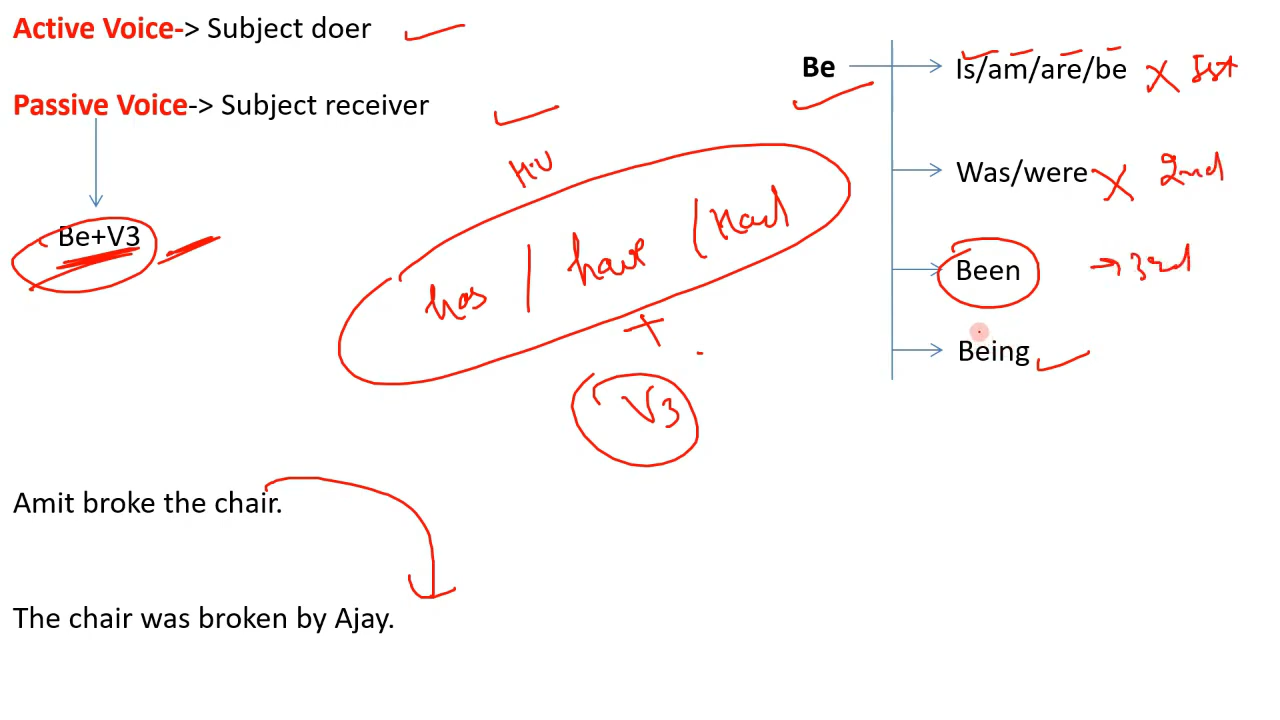 Active Voice-> Subject doer
Passive Voice-> Subject receiver
Be+V3
H.V
has / have / Had
+
V3
Be
Is/am/are/be X Ist
Was/were X 2nd
Been → 3rd
Being
Amit broke the chair.
The chair was broken by Ajay.